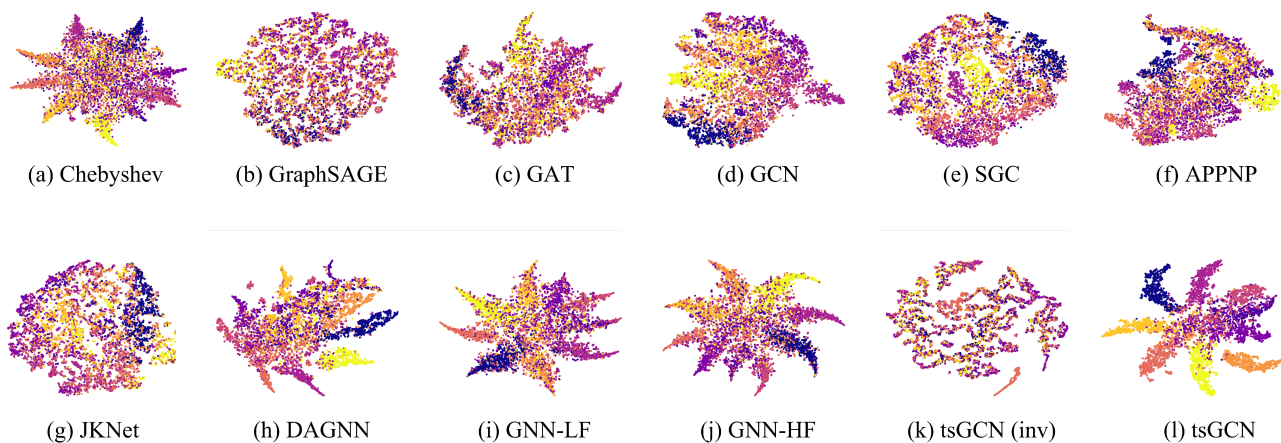 (a) Chebyshev (b) GraphSAGE (c) GAT (d) GCN (e) SGC (f) APPNP
(g) JKNet (h) DAGNN (i) GNN-LF (j) GNN-HF (k) tsGCN (inv) (l) tsGCN